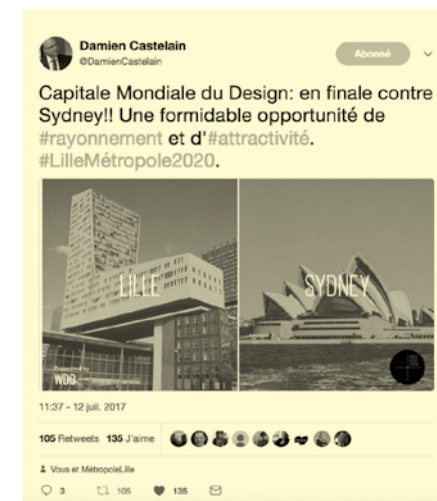 Damien Castelain
@DamienCastelain
Abonné
Capitale Mondiale du Design: en finale contre
Sydney!! Une formidable opportunité de
#rayonnement et d'#attractivité.
#LilleMétropole2020.
LILLE
SYDNEY
Presented by
WDO
11:37 - 12 juil. 2017
105 Retweets 135 J'aime
Vous et MétropoleLille
3 105 135